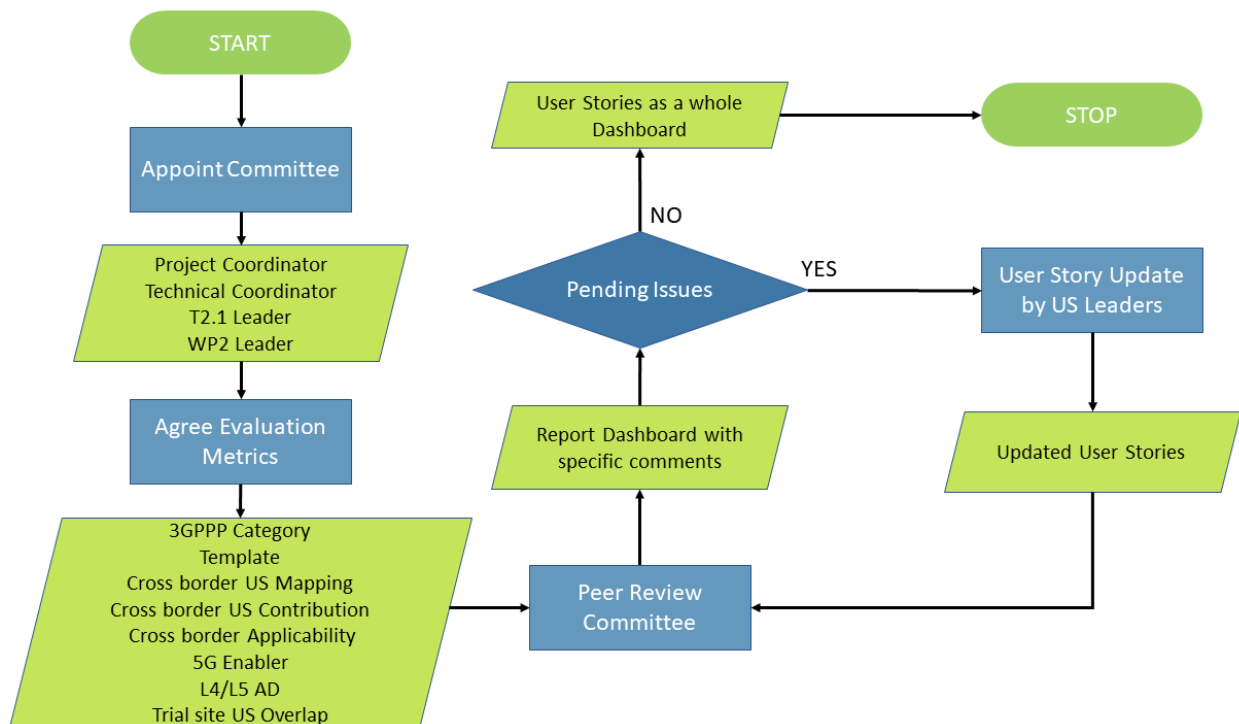 START
Appoint Committee
Project Coordinator
Technical Coordinator
T2.1 Leader
WP2 Leader
Agree Evaluation
Metrics
3GPPP Category
Template
Cross border US Mapping
Cross border US Contribution
Cross border Applicability
5G Enabler
L4/L5 AD
Trial site US Overlap
Peer Review
Committee
Report Dashboard with
specific comments
Pending Issues
NO
User Stories as a whole
Dashboard
STOP
YES
User Story Update
by US Leaders
Updated User Stories